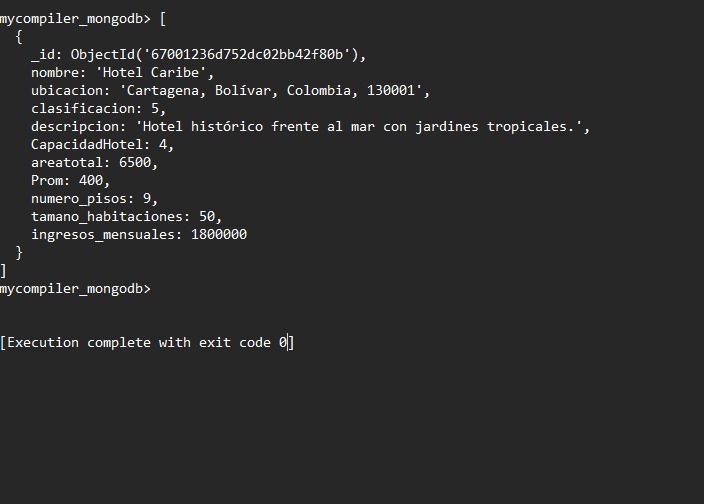 mycompiler_mongodb> [
  {
    _id: ObjectId('67001236d752dc02bb42f80b'),
    nombre: 'Hotel Caribe',
    ubicacion: 'Cartagena, Bolívar, Colombia, 130001',
    clasificacion: 5,
    descripcion: 'Hotel histórico frente al mar con jardines tropicales.',
    CapacidadHotel: 4,
    areatotal: 6500,
    Prom: 400,
    numero_pisos: 9,
    tamano_habitaciones: 50,
    ingresos_mensuales: 1800000
  }
]
mycompiler_mongodb>
[Execution complete with exit code 0]